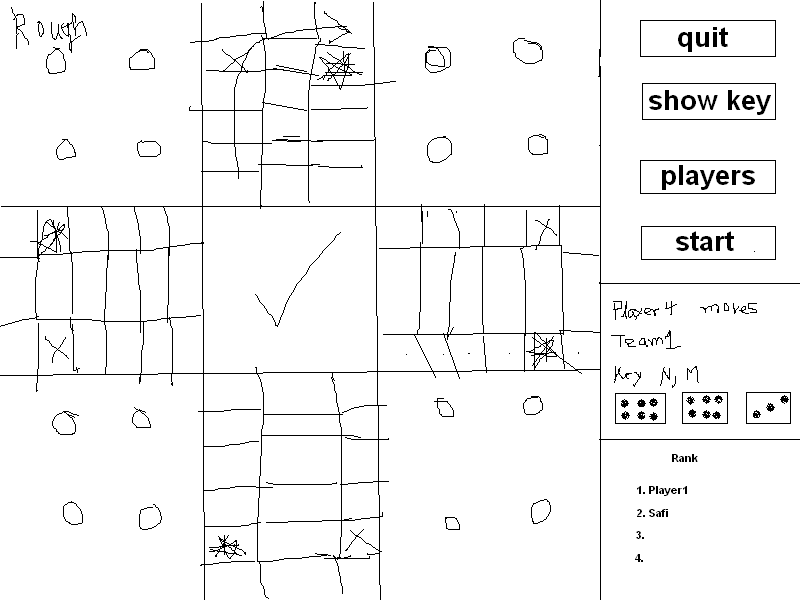 Rough
quit
show key
players
start
Player 4 moves
Team1
Key N, M
Rank
1. Player1
2. Safi
3.
4.